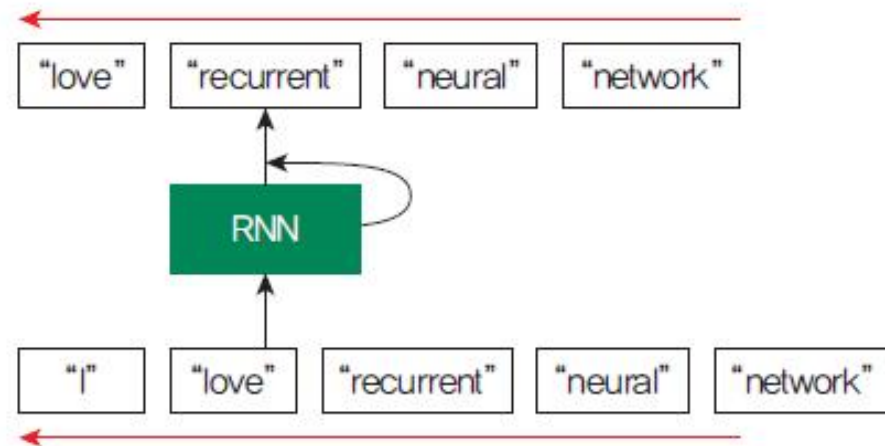 “love” “recurrent” “neural” “network”
RNN
“I” “love” “recurrent” “neural” “network”